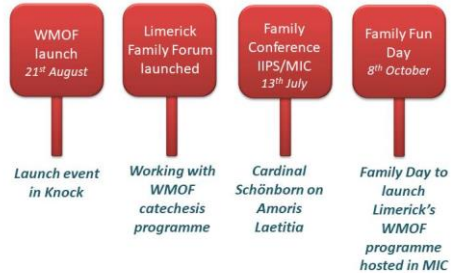 WMOF
launch
21st August
Limerick
Family Forum
launched
Family
Conference
IIPS/MIC
13th July
Family Fun
Day
8th October
Launch event
in Knock
Working with
WMOF
catechesis
programme
Cardinal
Schönborn on
Amoris
Laetitia
Family Day to
launch
Limerick's
WMOF
programme
hosted in MIC